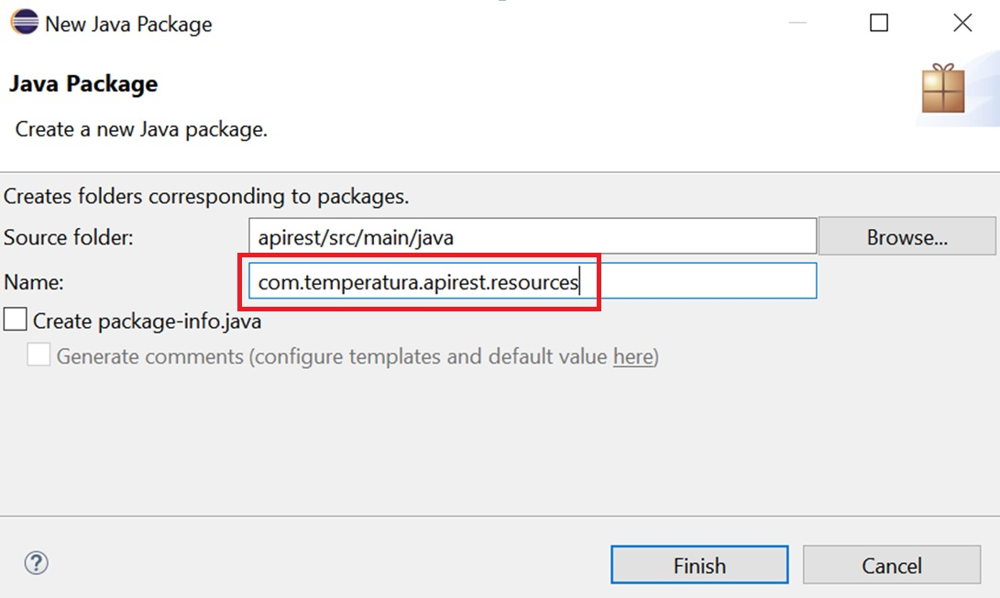 New Java Package
Java Package
Create a new Java package.
Creates folders corresponding to packages.
Source folder: apirest/src/main/java Browse...
Name: com.temperatura.apirest.resources
Create package-info.java
Generate comments (configure templates and default value here)
? Finish Cancel